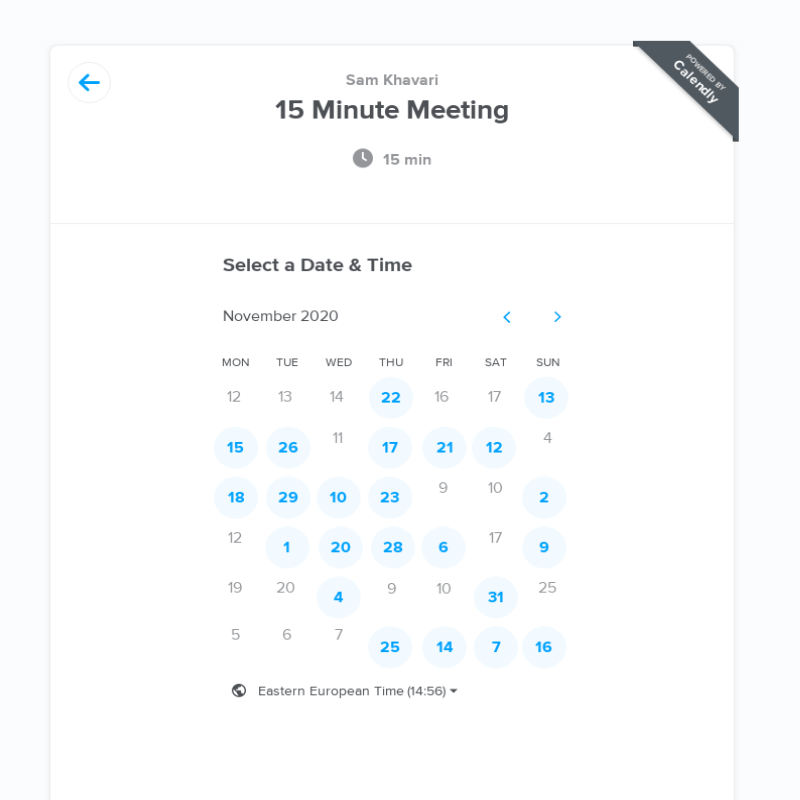 POWERED BY
Calendly
Sam Khavari
15 Minute Meeting
15 min
Select a Date & Time
November 2020
MON TUE WED THU FRI SAT SUN
12 13 14 22 16 17 13
15 26 11 17 21 12 4
18 29 10 23 9 10 2
12 1 20 28 6 17 9
19 20 4 9 10 31 25
5 6 7 25 14 7 16
Eastern European Time (14:56)